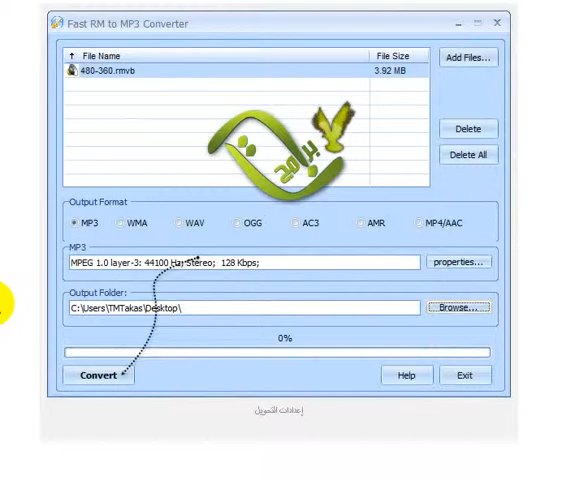 Fast RM to MP3 Converter
File Name
File Size
480-360.rmvb
3.92 MB
Add Files...
Delete
Delete All
برامج
Output Format
MP3
WMA
WAV
OGG
AC3
AMR
MP4/AAC
MP3
MPEG 1.0 layer-3: 44100 Hz; Stereo; 128 Kbps;
properties...
Output Folder:
C:\Users\TMTakas\Desktop\
Browse...
0%
Convert
Help
Exit
إعدادات التحويل